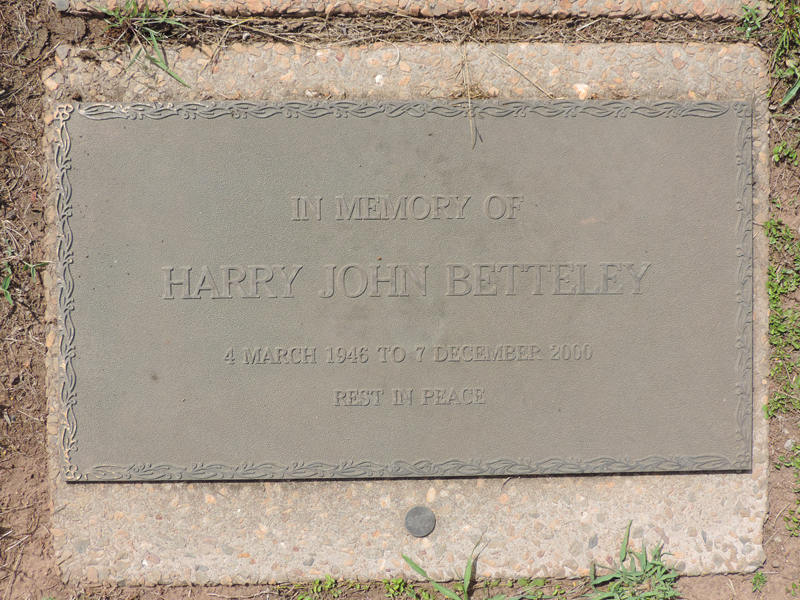 IN MEMORY OF
HARRY JOHN BETTELEY
4 MARCH 1946 TO 7 DECEMBER 2000
REST IN PEACE